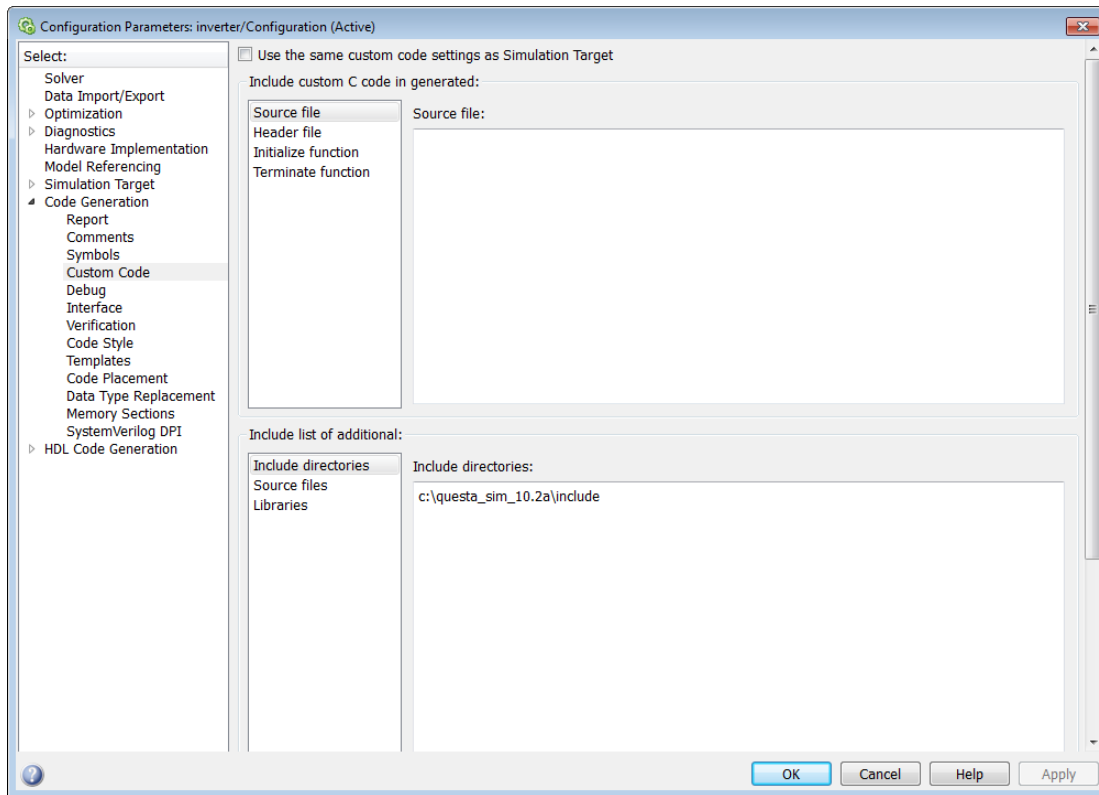 Configuration Parameters: inverter/Configuration (Active)
Select:
Solver
Data Import/Export
Optimization
Diagnostics
Hardware Implementation
Model Referencing
Simulation Target
Code Generation
Report
Comments
Symbols
Custom Code
Debug
Interface
Verification
Code Style
Templates
Code Placement
Data Type Replacement
Memory Sections
SystemVerilog DPI
HDL Code Generation
Use the same custom code settings as Simulation Target
Include custom C code in generated:
Source file
Header file
Initialize function
Terminate function
Source file:
Include list of additional:
Include directories
Source files
Libraries
Include directories:
c:\questa_sim_10.2a\include
?
OK
Cancel
Help
Apply